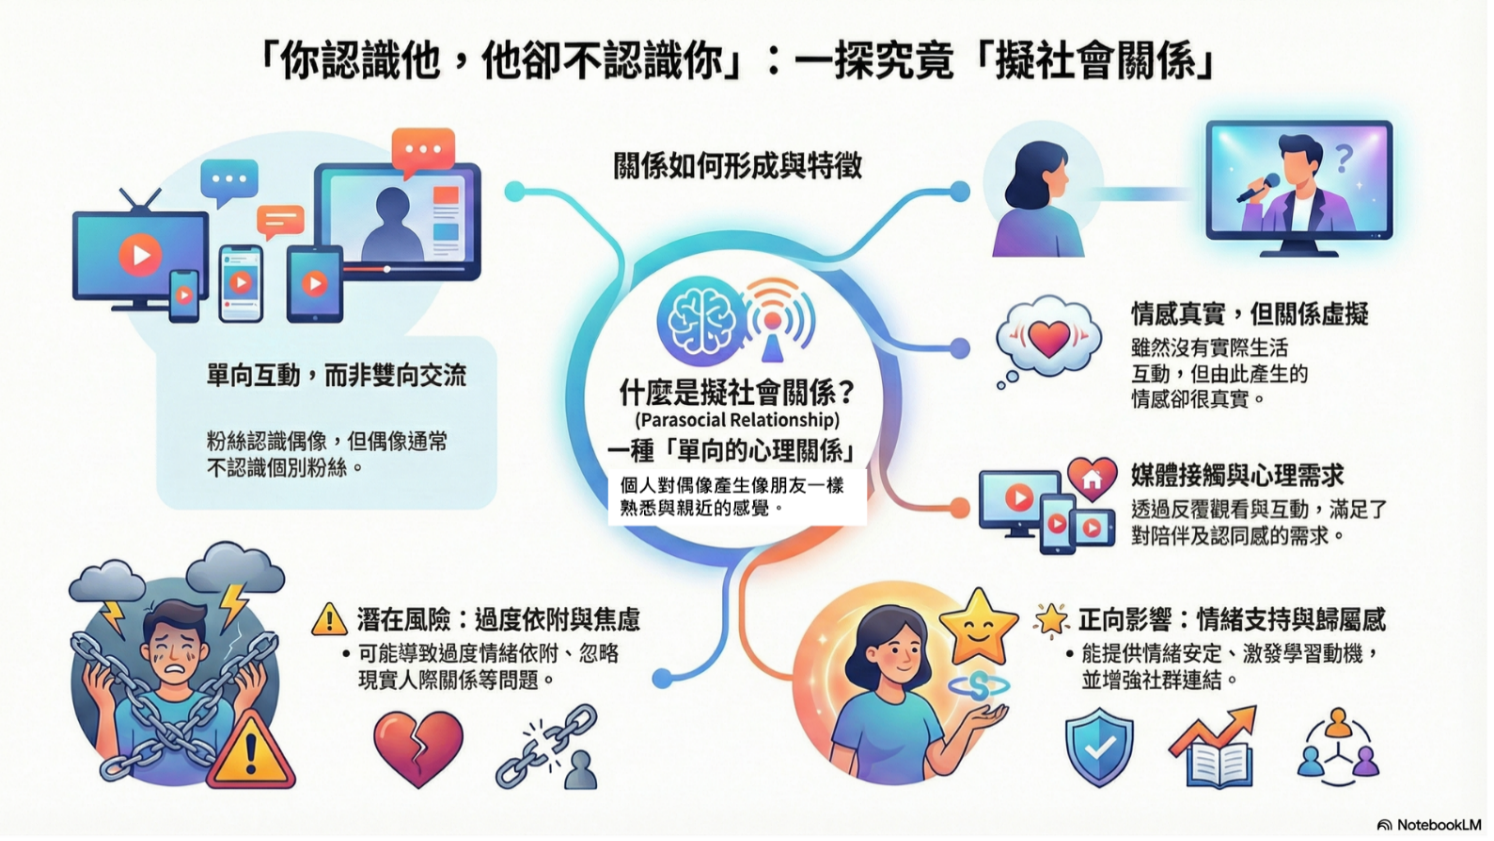 「你認識他，他卻不認識你」：一探究竟「擬社會關係」
關係如何形成與特徵
單向互動，而非雙向交流
粉絲認識偶像，但偶像通常
不認識個別粉絲。
什麼是擬社會關係？
(Parasocial Relationship)
一種「單向的心理關係」
個人對偶像產生像朋友一樣
熟悉與親近的感覺。
?
情感真實，但關係虛擬
雖然沒有實際生活
互動，但由此產生的
情感卻很真實。
媒體接觸與心理需求
透過反覆觀看與互動，滿足了
對陪伴及認同感的需求。
潛在風險：過度依附與焦慮
• 可能導致過度情緒依附、忽略
現實人際關係等問題。
正向影響：情緒支持與歸屬感
• 能提供情緒安定、激發學習動機，
並增強社群連結。
NotebookLM